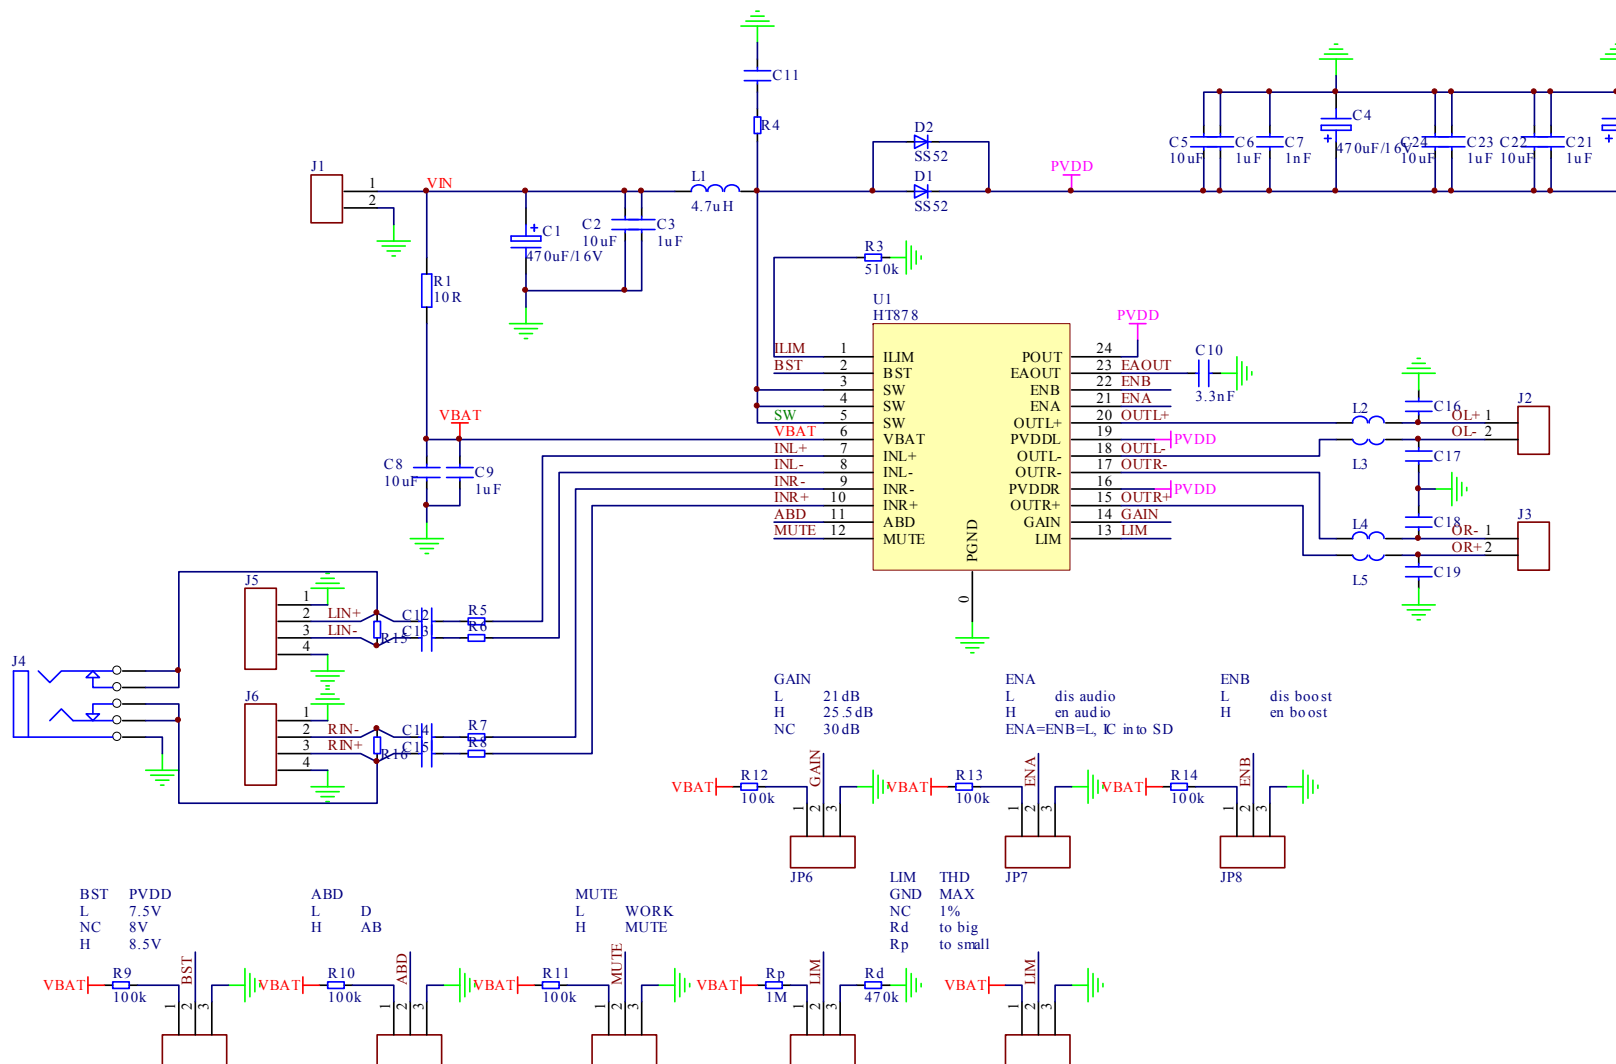 C11
R4
D2
SS52
D1
SS52
PVDD
C5
10uF
C6
1uF
C7
1nF
C4
470uF/16V
C24
10uF
C23
1uF
C22
10uF
C21
1uF
J1
1
2
VIN
L1
4.7uH
C1
470uF/16V
C2
10uF
C3
1uF
R1
10R
R3
510k
U1
HT878
ILIM 1 ILIM
BST 2 BST
3 SW
4 SW
SW 5 SW
VBAT 6 VBAT
INL+ 7 INL+
INL- 8 INL-
INR- 9 INR-
INR+ 10 INR+
ABD 11 ABD
MUTE 12 MUTE
PGND
0
POUT 24
PVDD
EAOUT 23 EAOUT
ENB 22 ENB
ENA 21 ENA
OUTL+ 20 OUTL+
PVDDL 19 PVDD
OUTL- 18 OUTL-
OUTR- 17 OUTR-
PVDDR 16 PVDD
OUTR+ 15 OUTR+
GAIN 14 GAIN
LIM 13 LIM
C10
3.3nF
L2
L3
L4
L5
C16
C17
C18
C19
OL+ 1
OL- 2
J2
OR- 1
OR+ 2
J3
VBAT
C8
10uF
C9
1uF
J5
1
2 LIN+
3 LIN-
4
R15
C12
C13
R5
R6
J4
J6
1
2 RIN-
3 RIN+
4
R16
C14
C15
R7
R8
GAIN
L 21dB
H 25.5dB
NC 30dB
ENA
L dis audio
H en audio
ENA=ENB=L, IC into SD
ENB
L dis boost
H en boost
VBAT R12 100k GAIN 1 2 3
JP6
VBAT R13 100k ENA 1 2 3
JP7
VBAT R14 100k ENB 1 2 3
JP8
BST PVDD
L 7.5V
NC 8V
H 8.5V
ABD
L D
H AB
MUTE
L WORK
H MUTE
LIM THD
GND MAX
NC 1%
Rd to big
Rp to small
VBAT R9 100k BST 1 2 3
VBAT R10 100k ABD 1 2 3
VBAT R11 100k MUTE 1 2 3
VBAT Rp 1M LIM Rd 470k 1 2 3
VBAT LIM 1 2 3